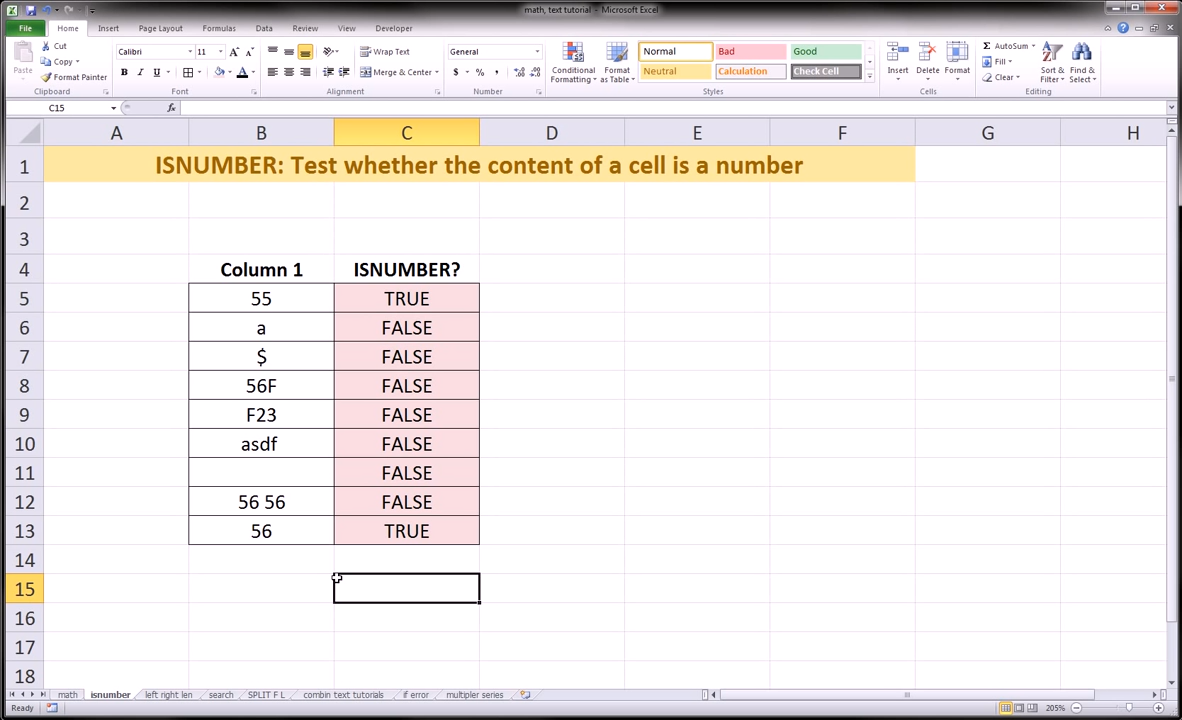 math, text tutorial - Microsoft Excel
File Home Insert Page Layout Formulas Data Review View Developer
Paste Cut Copy Format Painter Clipboard
Calibri 11 B I U Font
Wrap Text Merge & Center Alignment
General $ % , Number
Conditional Formatting Format as Table Normal Bad Good Neutral Calculation Check Cell Styles
Insert Delete Format Cells
AutoSum Fill Clear Sort & Filter Find & Select Editing
C15 fx
A B C D E F G H
1 ISNUMBER: Test whether the content of a cell is a number
2
3
4 Column 1 ISNUMBER?
5 55 TRUE
6 a FALSE
7 $ FALSE
8 56F FALSE
9 F23 FALSE
10 asdf FALSE
11 FALSE
12 56 56 FALSE
13 56 TRUE
14
15
16
17
18
math isnumber left right len search SPLIT F L combin text tutorials if error multipler series
Ready 205%